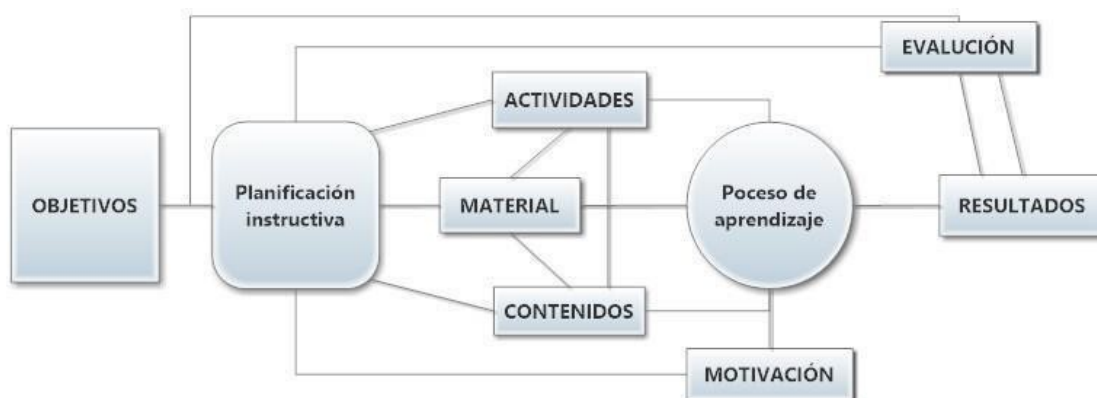 EVALUCIÓN
ACTIVIDADES
OBJETIVOS
Planificación
instructiva
MATERIAL
Poceso de
aprendizaje
RESULTADOS
CONTENIDOS
MOTIVACIÓN